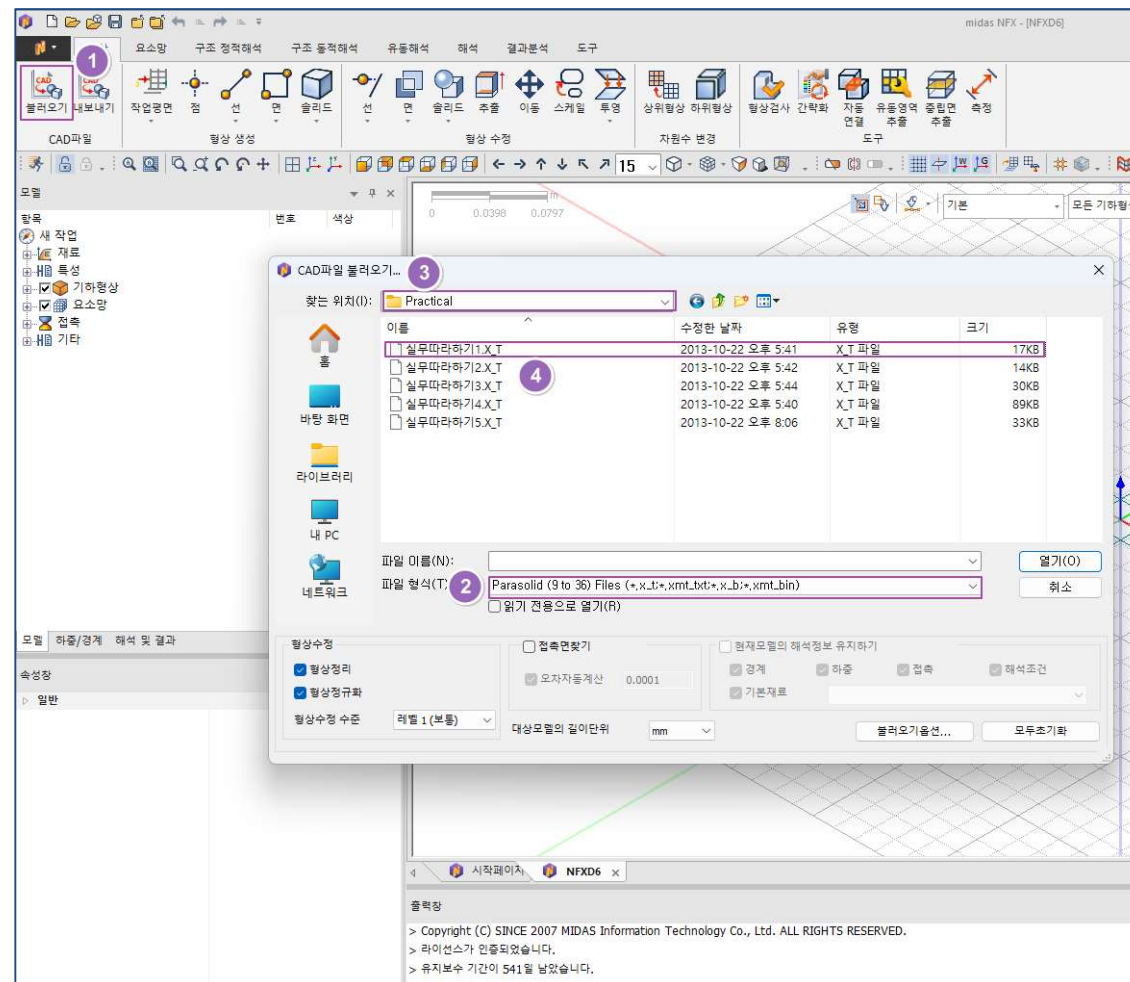 midas NFX - [NFXD6]
1
요소망 구조 정적해석 구조 동적해석 유동해석 해석 결과분석 도구
CAD CAD
불러오기 내보내기 작업평면 점 선 면 솔리드 선 면 솔리드 추출 이동 스케일 투영 상위형상 하위형상 형상검사 간략화 자동 연결 유동영역 추출 중립면 추출 측정
CAD파일 형상 생성 형상 수정 차원수 변경 도구
15
모델
항목 번호 색상
새 작업
재료
특성
기하형상
요소망
접촉
기타
m
0 0.0398 0.0797
기본 모든 기하형
CAD파일 불러오기... 3
찾는 위치(I): Practical
이름 수정한 날짜 유형 크기
실무따라하기1.X_T 2013-10-22 오후 5:41 X_T 파일 17KB
실무따라하기2.X_T 2013-10-22 오후 5:42 X_T 파일 14KB
실무따라하기3.X_T 2013-10-22 오후 5:44 X_T 파일 30KB
실무따라하기4.X_T 2013-10-22 오후 5:40 X_T 파일 89KB
실무따라하기5.X_T 2013-10-22 오후 8:06 X_T 파일 33KB
4
홈
바탕 화면
라이브러리
내 PC
네트워크
파일 이름(N): 열기(O)
파일 형식(T) 2 Parasolid (9 to 36) Files (*.x_t;*.xmt_txt;*.x_b;*.xmt_bin) 취소
읽기 전용으로 열기(R)
형상수정 접촉면찾기 현재모델의 해석정보 유지하기
형상정리 오차자동계산 0.0001 경계 하중 접촉 해석조건
형상정규화 기본재료
형상수정 수준 레벨 1 (보통) 대상모델의 길이단위 mm 불러오기옵션... 모두초기화
모델 하중/경계 해석 및 결과
속성창
일반
시작페이지 NFXD6 x
출력창
> Copyright (C) SINCE 2007 MIDAS Information Technology Co., Ltd. ALL RIGHTS RESERVED.
> 라이선스가 인증되었습니다.
> 유지보수 기간이 541일 남았습니다.